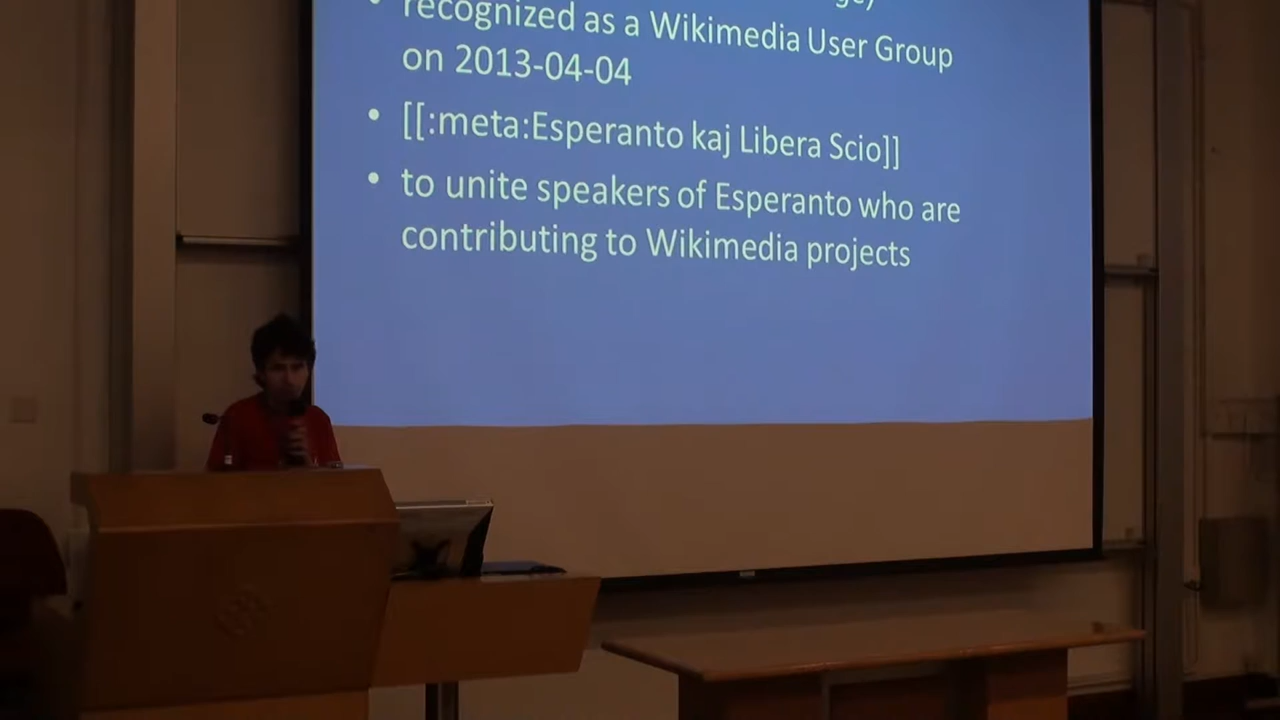 recognized as a Wikimedia User Group
on 2013-04-04
• [[:meta:Esperanto kaj Libera Scio]]
• to unite speakers of Esperanto who are
contributing to Wikimedia projects